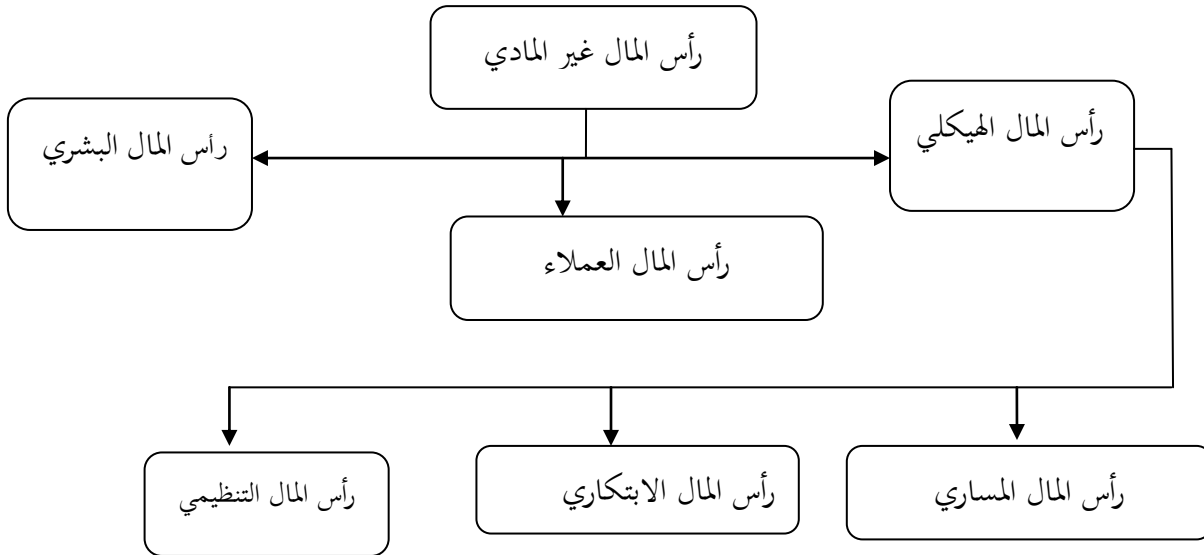 رأس المال غير المادي
رأس المال الهيكلي
رأس المال البشري
رأس المال العملاء
رأس المال المساري
رأس المال الابتكاري
رأس المال التنظيمي